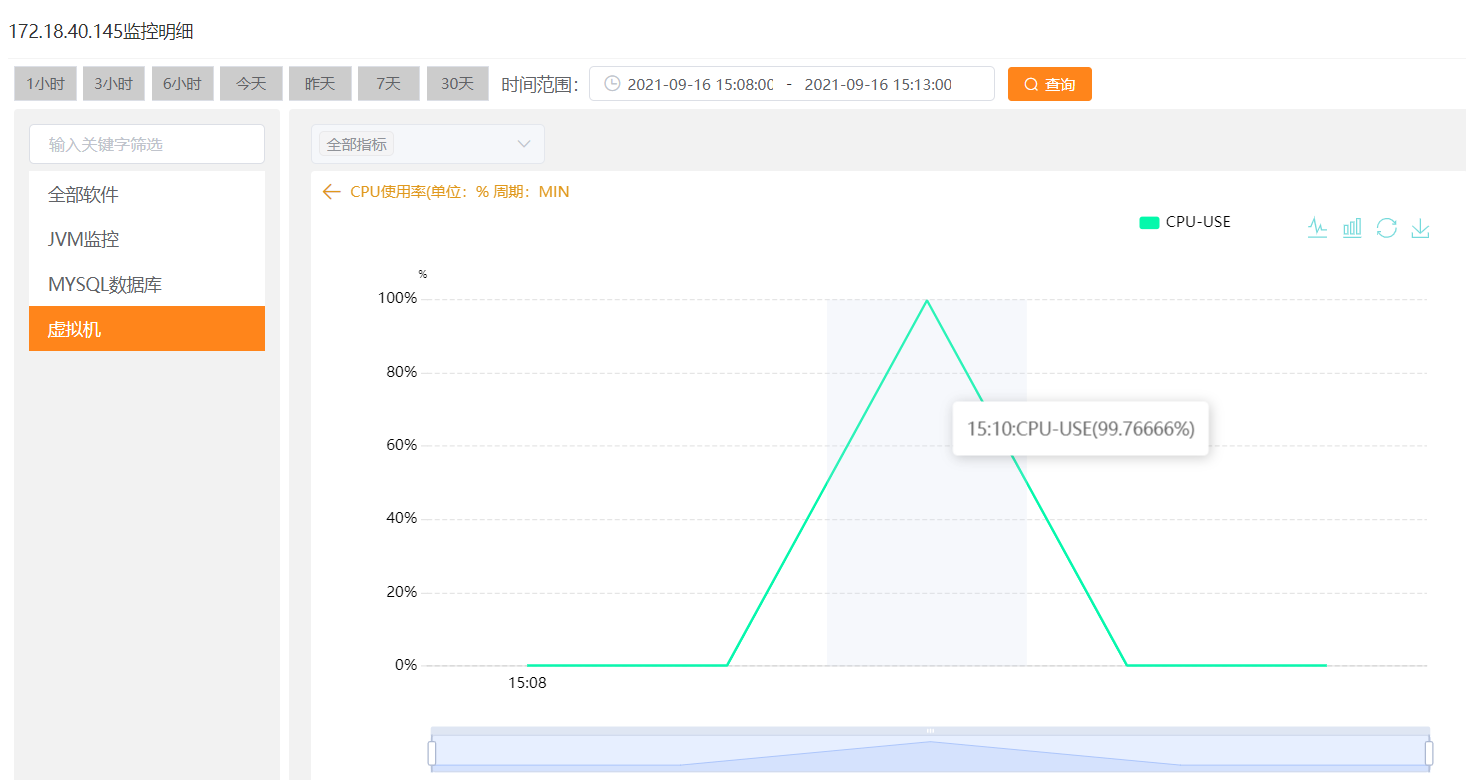 172.18.40.145监控明细
1小时 3小时 6小时 今天 昨天 7天 30天 时间范围： 2021-09-16 15:08:00 - 2021-09-16 15:13:00 查询
输入关键字筛选
全部指标
全部软件
JVM监控
MYSQL数据库
虚拟机
CPU使用率(单位：% 周期：MIN
CPU-USE
%
100%
80%
15:10:CPU-USE(99.76666%)
60%
40%
20%
0%
15:08